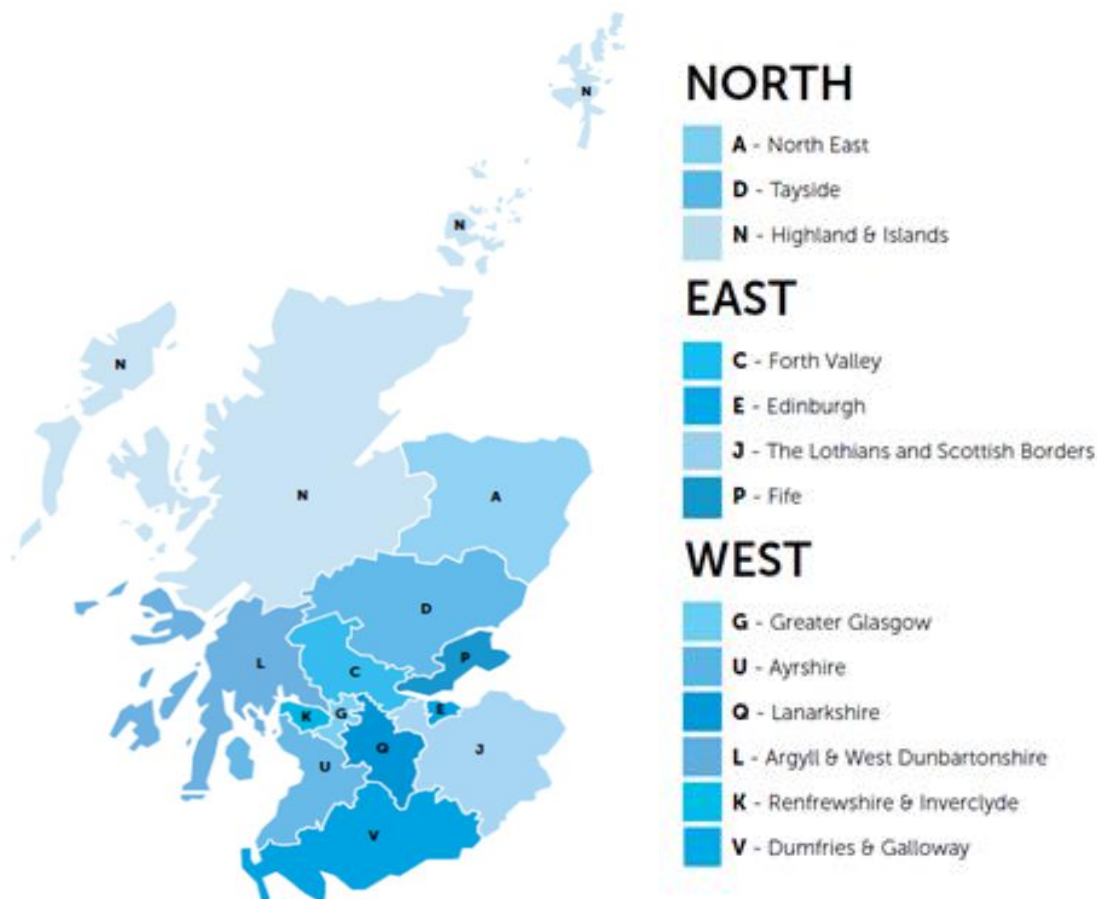 NORTH
A - North East
D - Tayside
N - Highland & Islands
EAST
C - Forth Valley
E - Edinburgh
J - The Lothians and Scottish Borders
P - Fife
WEST
G - Greater Glasgow
U - Ayrshire
Q - Lanarkshire
L - Argyll & West Dunbartonshire
K - Renfrewshire & Inverclyde
V - Dumfries & Galloway
N
N
N
N
A
D
P
L
C
E
K
G
Q
J
U
V